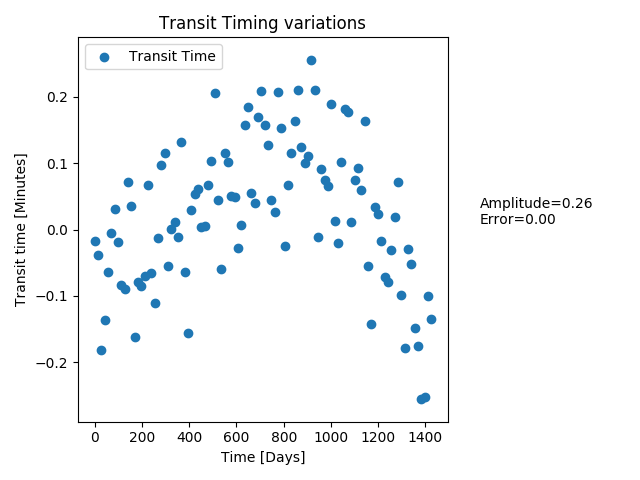 Transit Timing variations
Transit Time
Transit time [Minutes]
0.2
0.1
0.0
−0.1
−0.2
0 200 400 600 800 1000 1200 1400
Time [Days]
Amplitude=0.26
Error=0.00